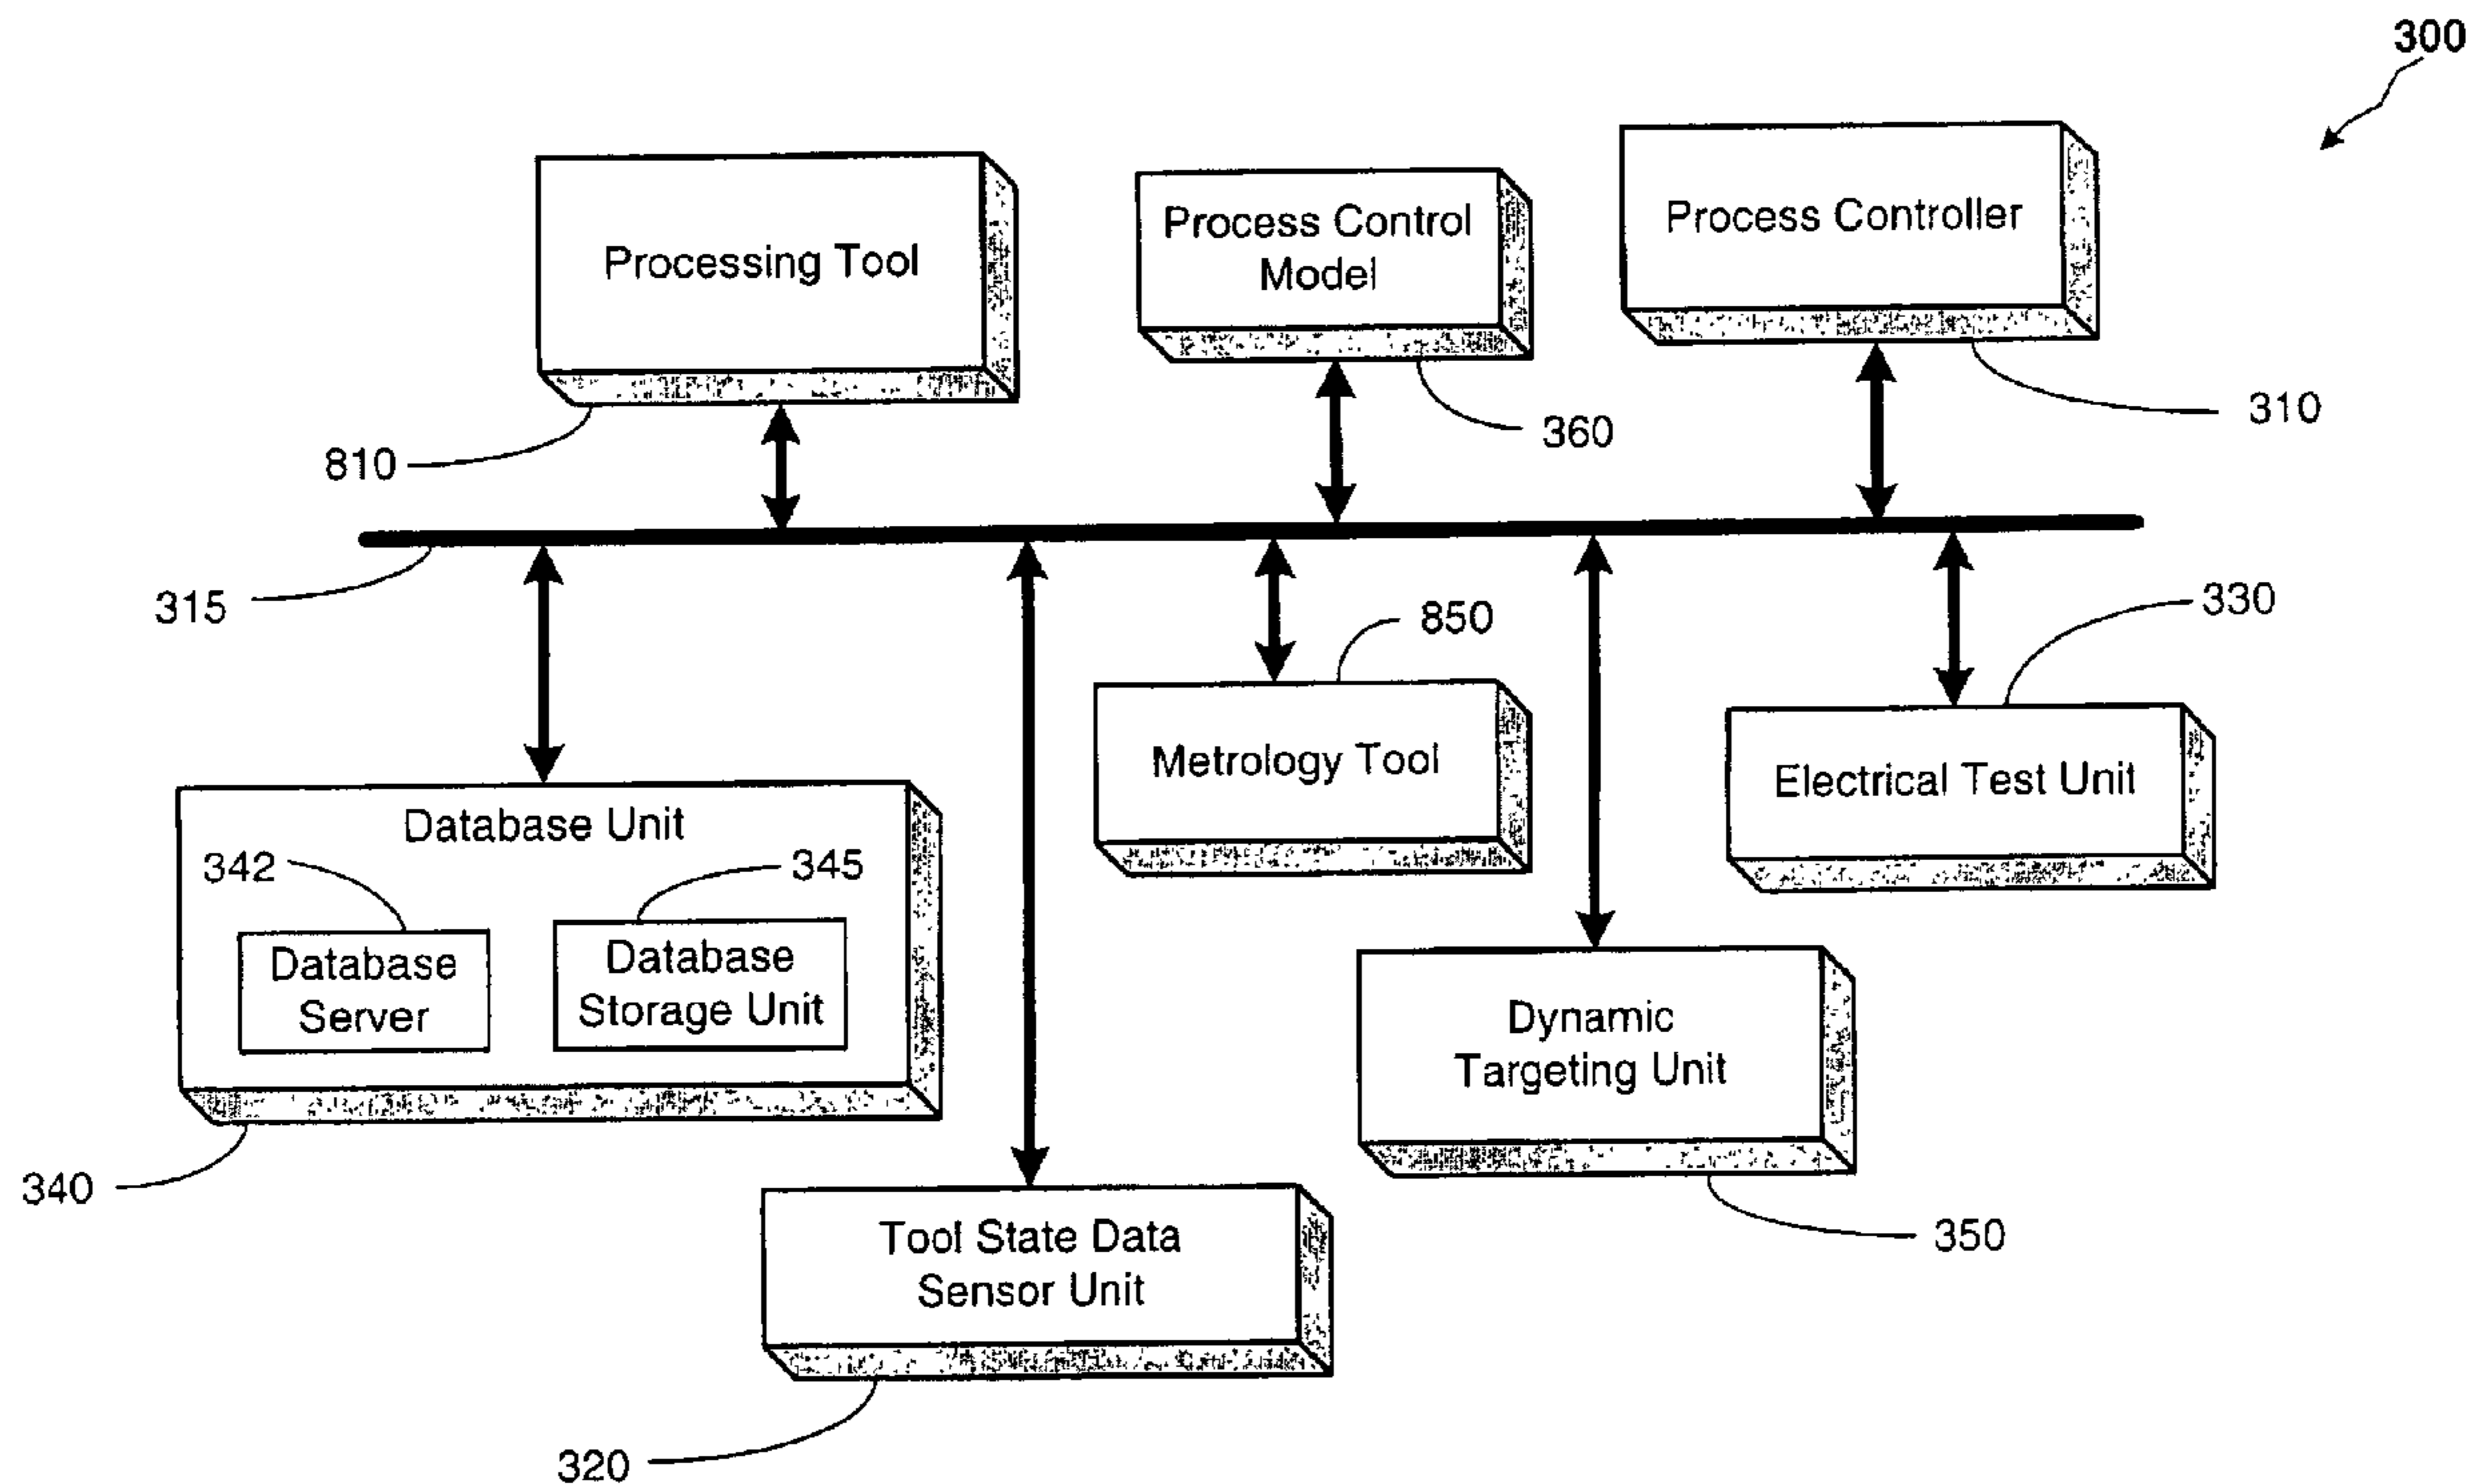 300
Processing Tool
Process Control
Model
Process Controller
810
360
310
315
850
330
Metrology Tool
Electrical Test Unit
Database Unit
342
345
Database
Server
Database
Storage Unit
Dynamic
Targeting Unit
340
350
Tool State Data
Sensor Unit
320